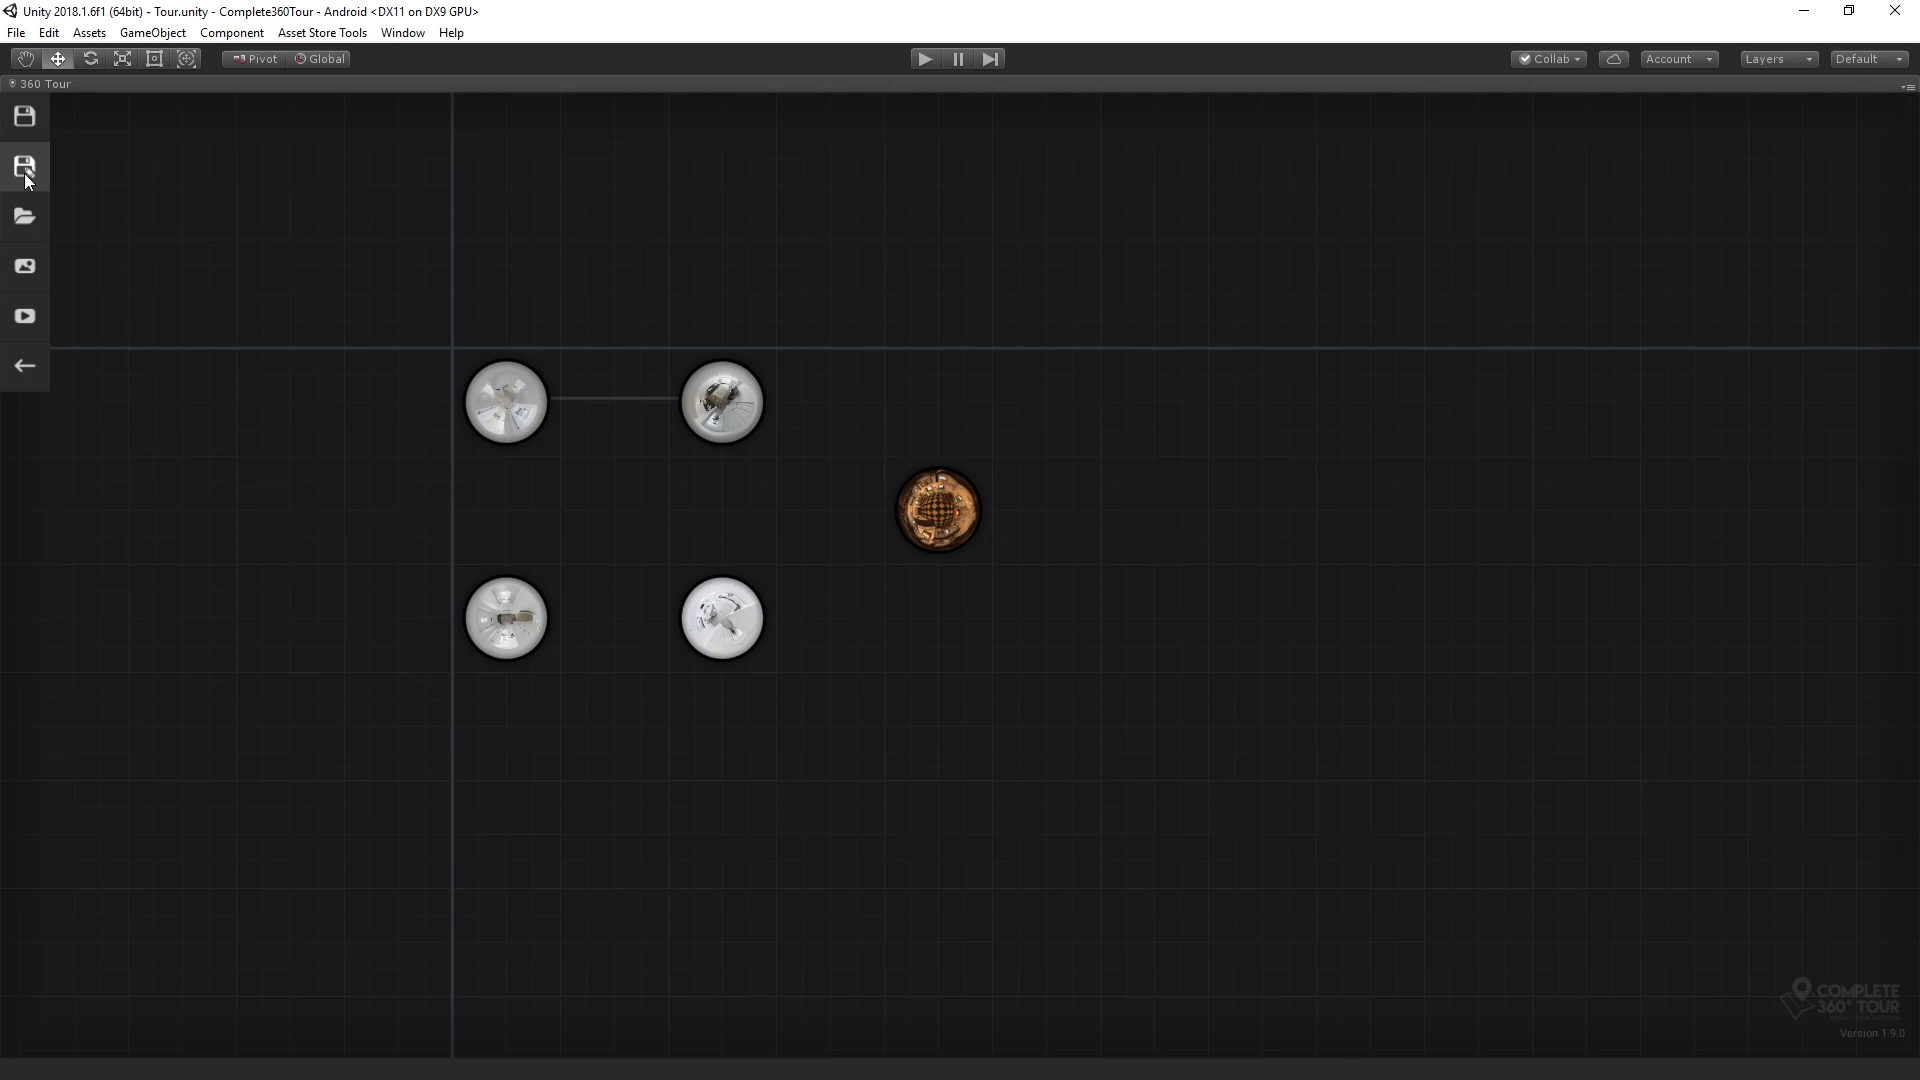 Unity 2018.1.6f1 (64bit) - Tour.unity - Complete360Tour - Android <DX11 on DX9 GPU>
File Edit Assets GameObject Component Asset Store Tools Window Help
Pivot Global Collab Account Layers Default
360 Tour
COMPLETE
360° TOUR
Version 1.9.0